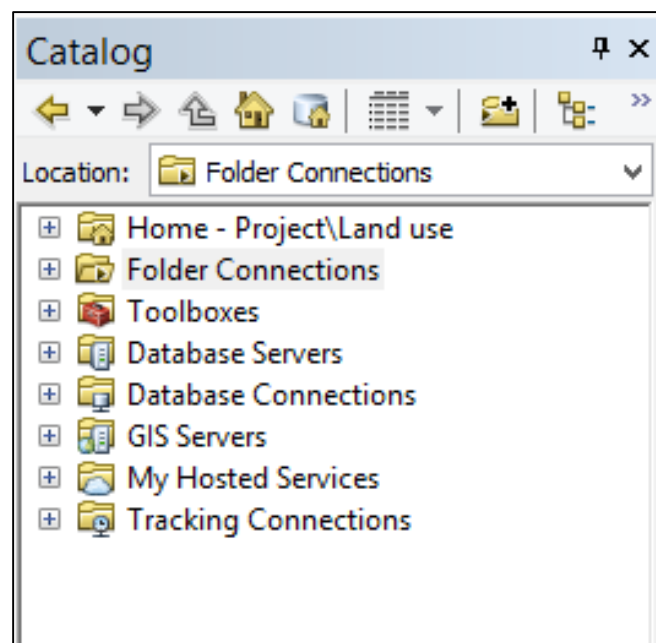 Catalog
Location: Folder Connections
Home - Project\Land use
Folder Connections
Toolboxes
Database Servers
Database Connections
GIS Servers
My Hosted Services
Tracking Connections